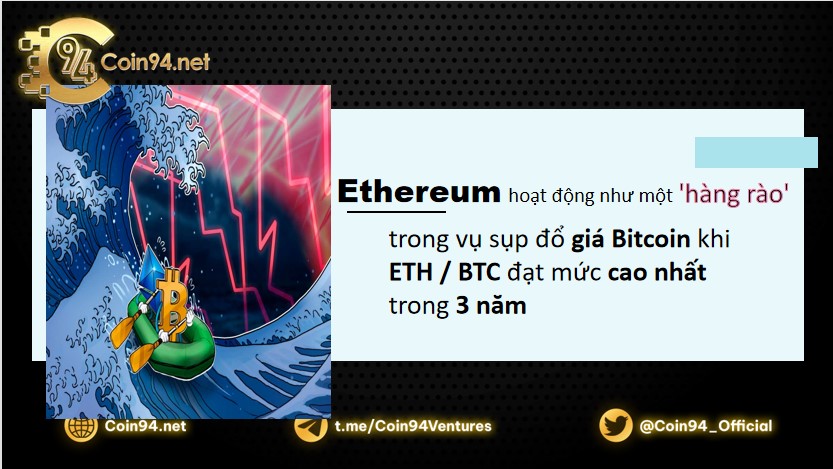 94
Coin94.net
Ethereum hoạt động như một 'hàng rào'
trong vụ sụp đổ giá Bitcoin khi
ETH / BTC đạt mức cao nhất
trong 3 năm
Coin94.net
t.me/Coin94Ventures
@Coin94_Official